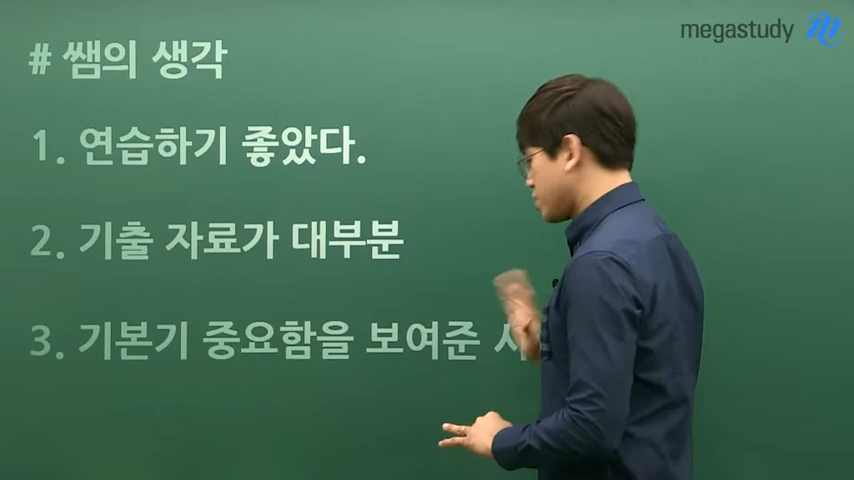 megastudy
# 쌤의 생각
1. 연습하기 좋았다.
2. 기출 자료가 대부분
3. 기본기 중요함을 보여준